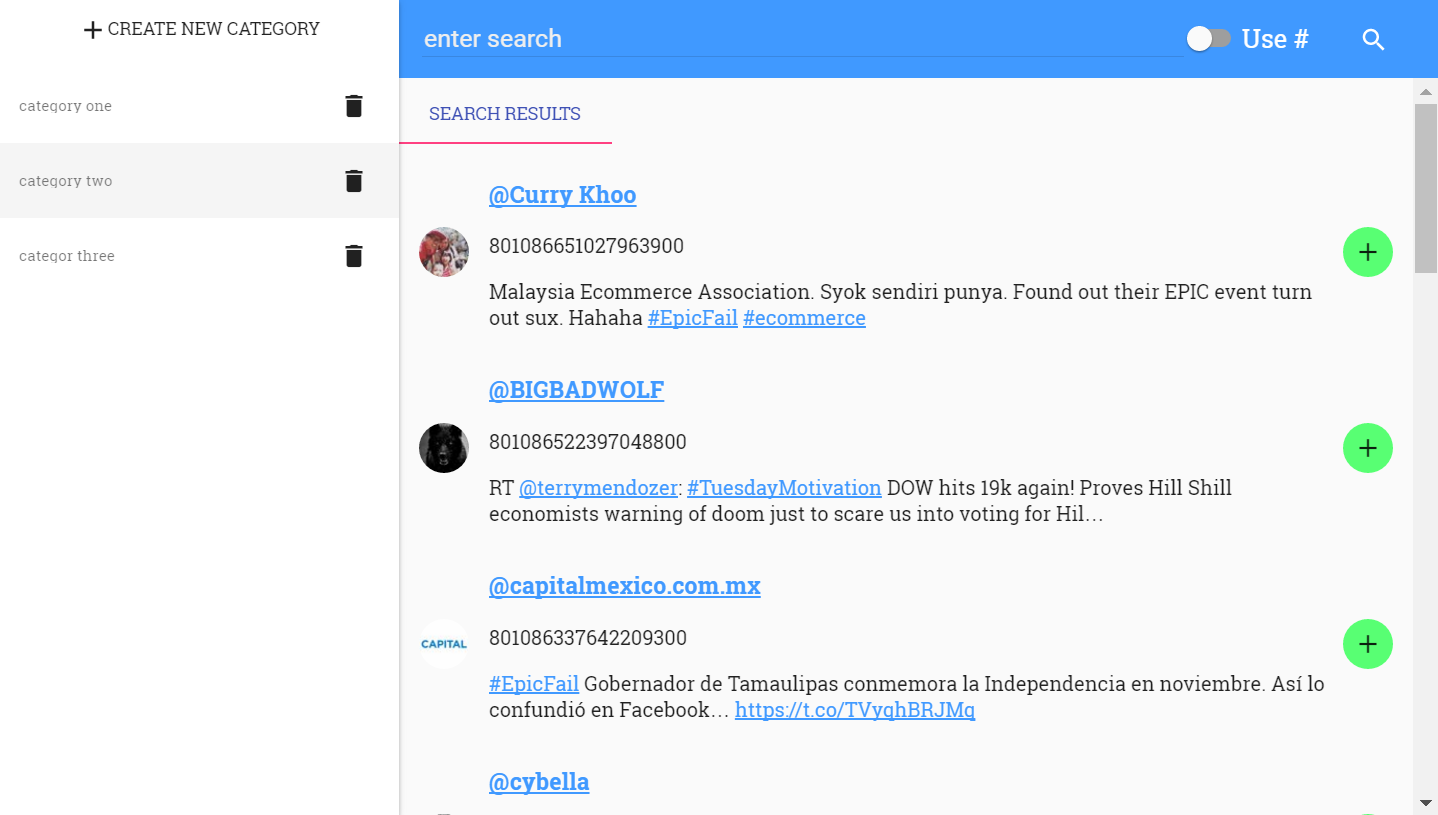 CREATE NEW CATEGORY
category one
category two
categor three
enter search
Use #
SEARCH RESULTS
@Curry Khoo
801086651027963900
Malaysia Ecommerce Association. Syok sendiri punya. Found out their EPIC event turn
out sux. Hahaha #EpicFail #ecommerce
@BIGBADWOLF
801086522397048800
RT @terrymendozer: #TuesdayMotivation DOW hits 19k again! Proves Hill Shill
economists warning of doom just to scare us into voting for Hil…
@capitalmexico.com.mx
CAPITAL
801086337642209300
#EpicFail Gobernador de Tamaulipas conmemora la Independencia en noviembre. Así lo
confundió en Facebook… https://t.co/TVyqhBRJMq
@cybella